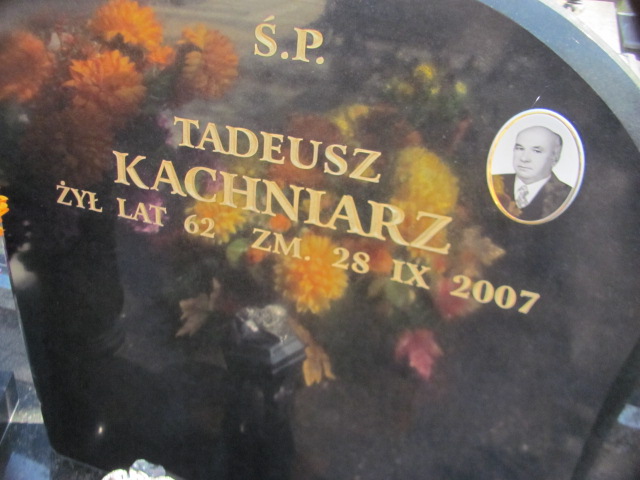 Ś.P.
TADEUSZ
KACHNIARZ
ŻYŁ LAT 62 ZM. 28 IX 2007